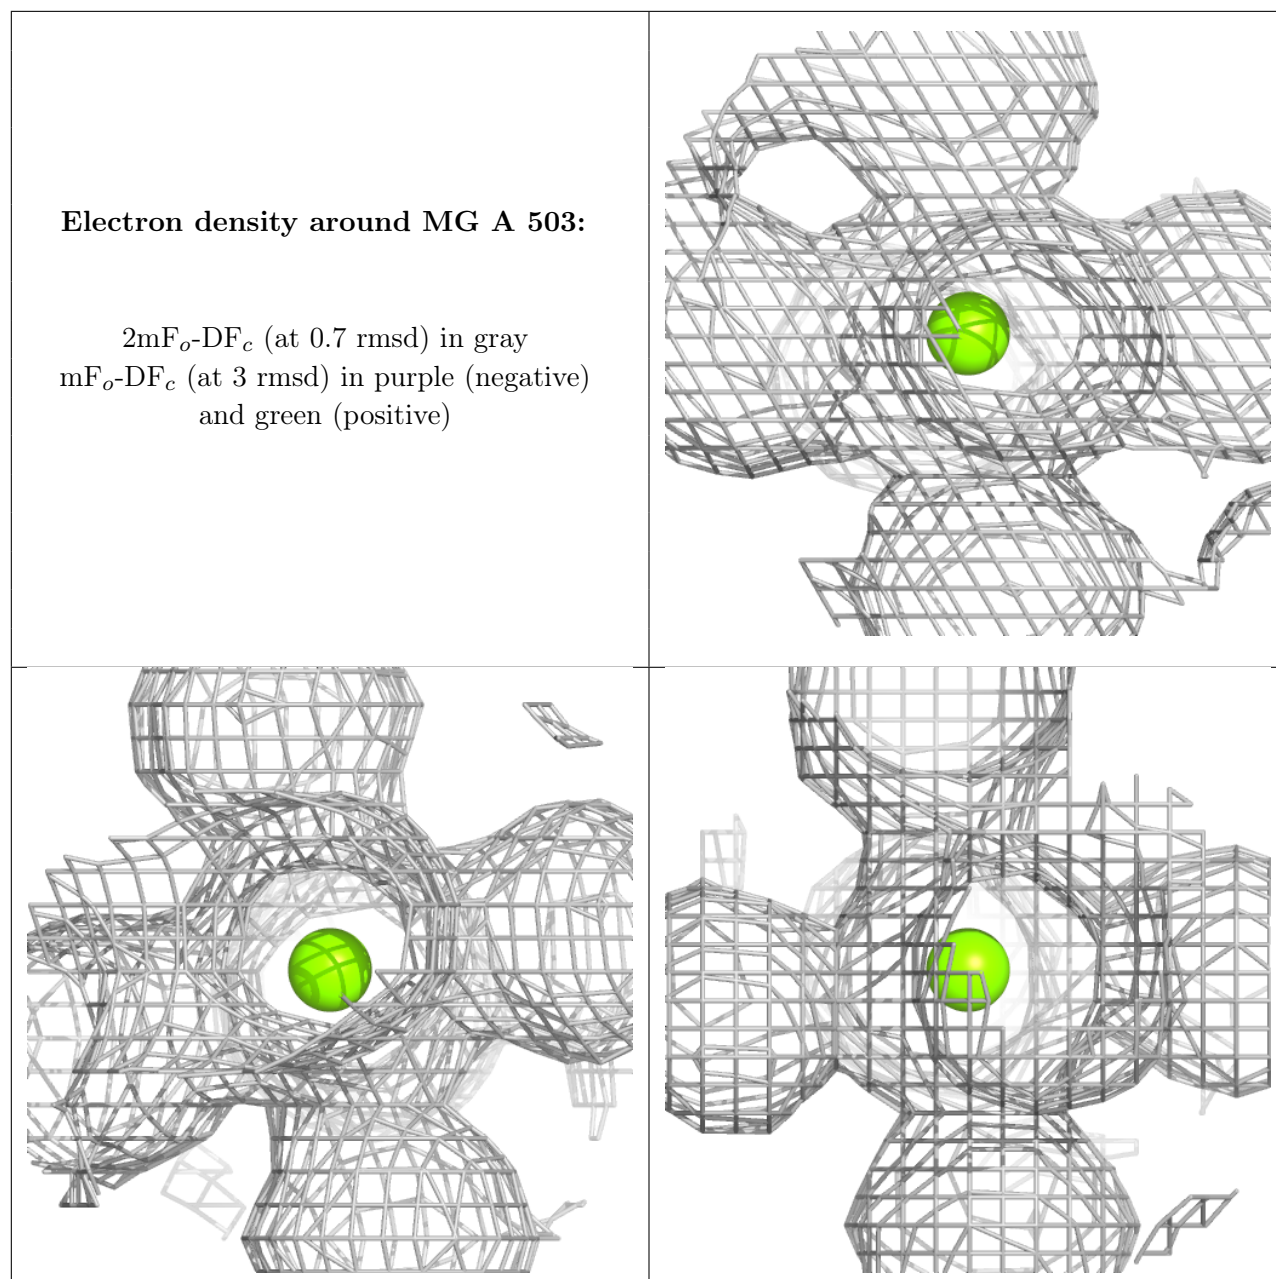 Electron density around MG A 503:
2mFo-DFc (at 0.7 rmsd) in gray
mFo-DFc (at 3 rmsd) in purple (negative)
and green (positive)